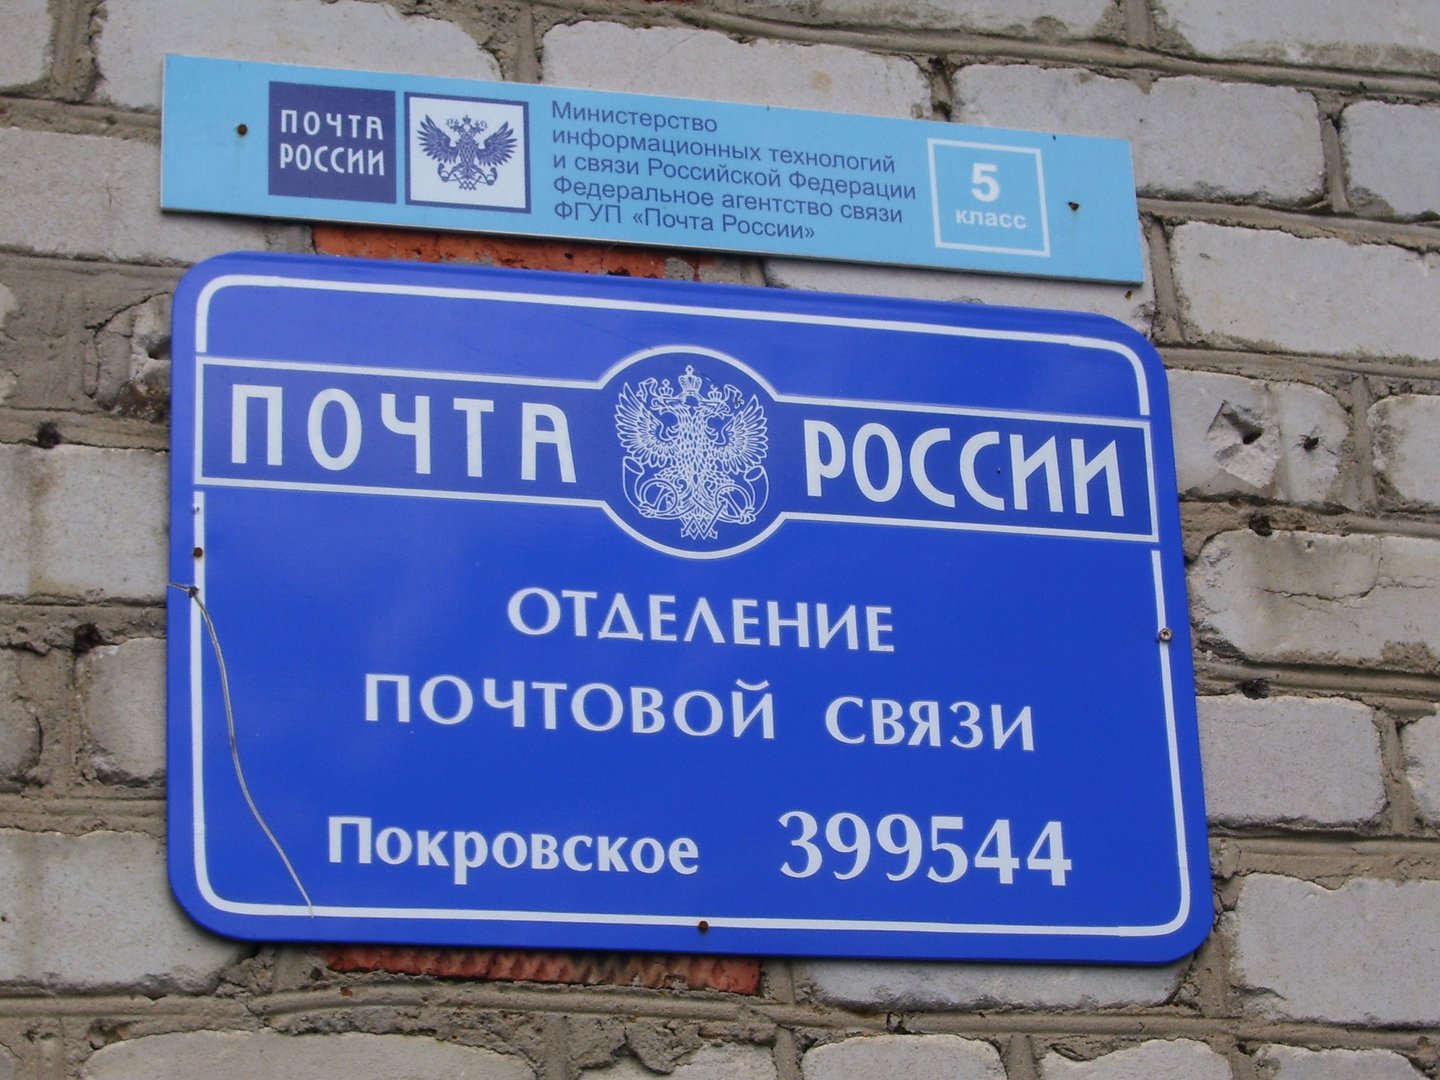 ПОЧТА
РОССИИ
Министерство
информационных технологий
и связи Российской Федерации
Федеральное агентство связи
ФГУП «Почта России»
5
класс
ПОЧТА РОССИИ
ОТДЕЛЕНИЕ
ПОЧТОВОЙ СВЯЗИ
Покровское 399544